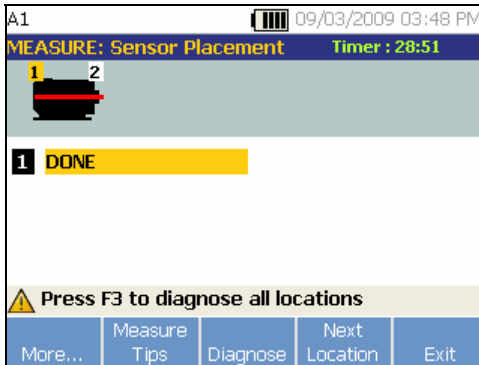 A1 09/03/2009 03:48 PM
MEASURE: Sensor Placement Timer : 28:51
1 2
1 DONE
Press F3 to diagnose all locations
More... Measure Tips Diagnose Next Location Exit